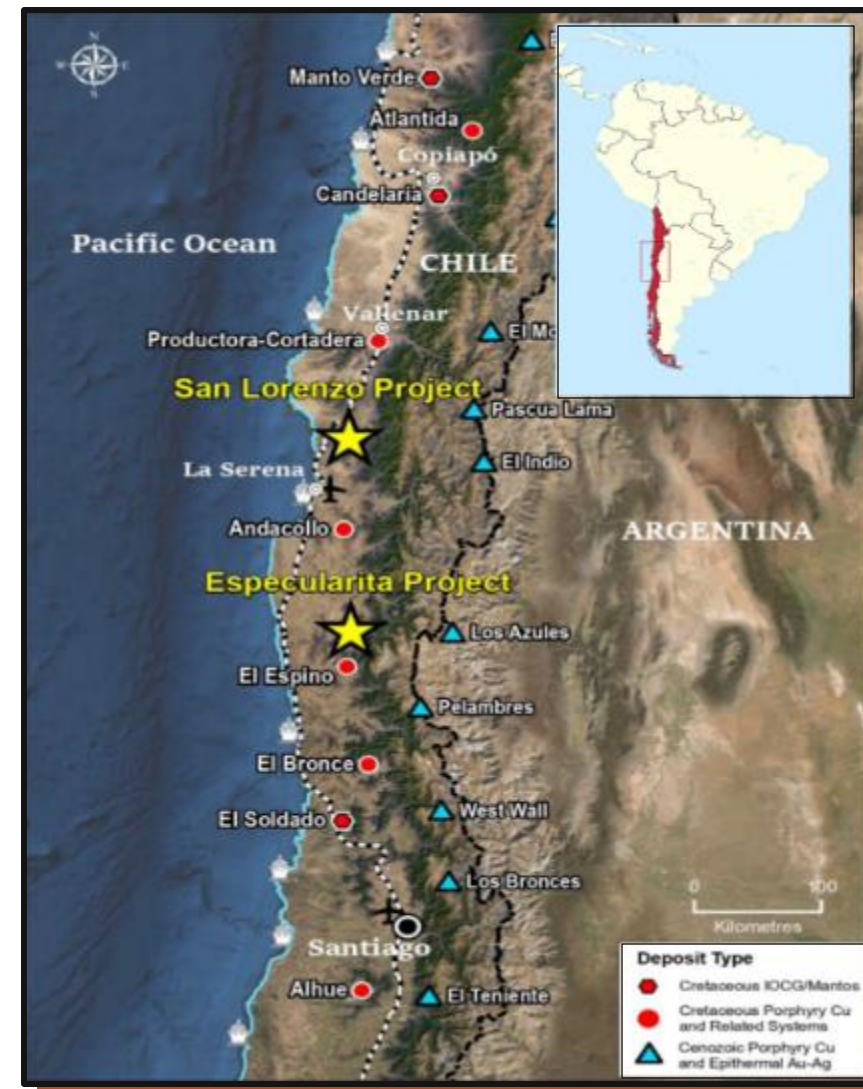 N
W
E
S
Manto Verde
Atlantida
Copiapó
Candelaria
Pacific Ocean
CHILE
Vallenar
Productora-Cortadera
El Mo
San Lorenzo Project
Pascua Lama
La Serena
El Indio
Andacollo
ARGENTINA
Especularita Project
Los Azules
El Espino
Pelambres
El Bronce
El Soldado
West Wall
Los Bronces
0 100
Kilometres
Santiago
Alhue
El Teniente
Deposit Type
Cretaceous IOCG/Mantos
Cretaceous Porphyry Cu
and Related Systems
Cenozoic Porphyry Cu
and Epithermal Au-Ag